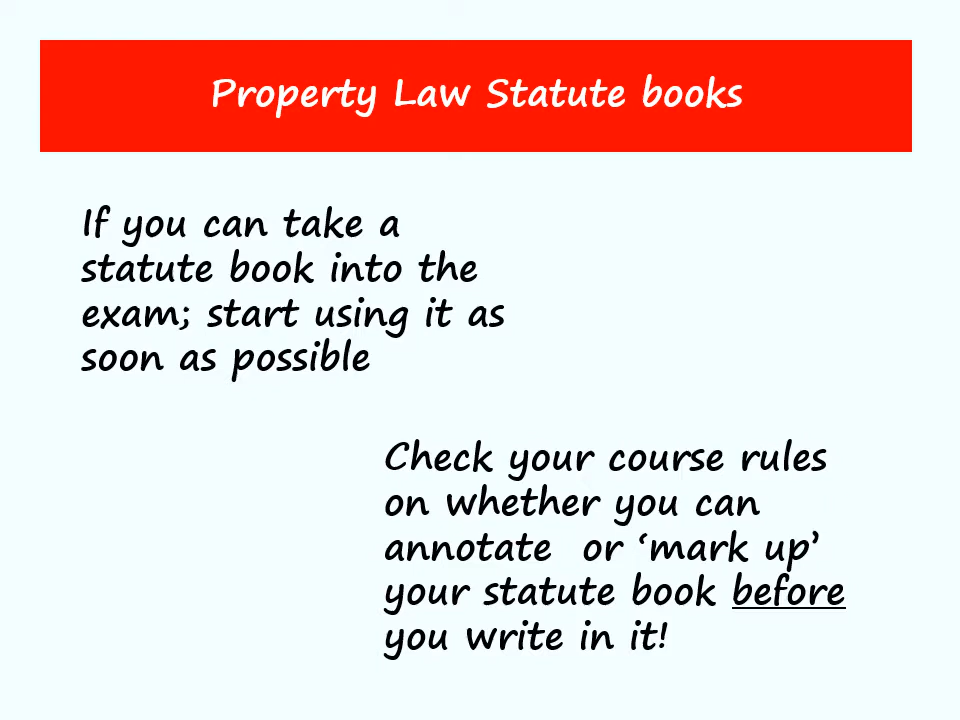 Property Law Statute books
If you can take a
statute book into the
exam; start using it as
soon as possible
Check your course rules
on whether you can
annotate  or ‘mark up’
your statute book before
you write in it!